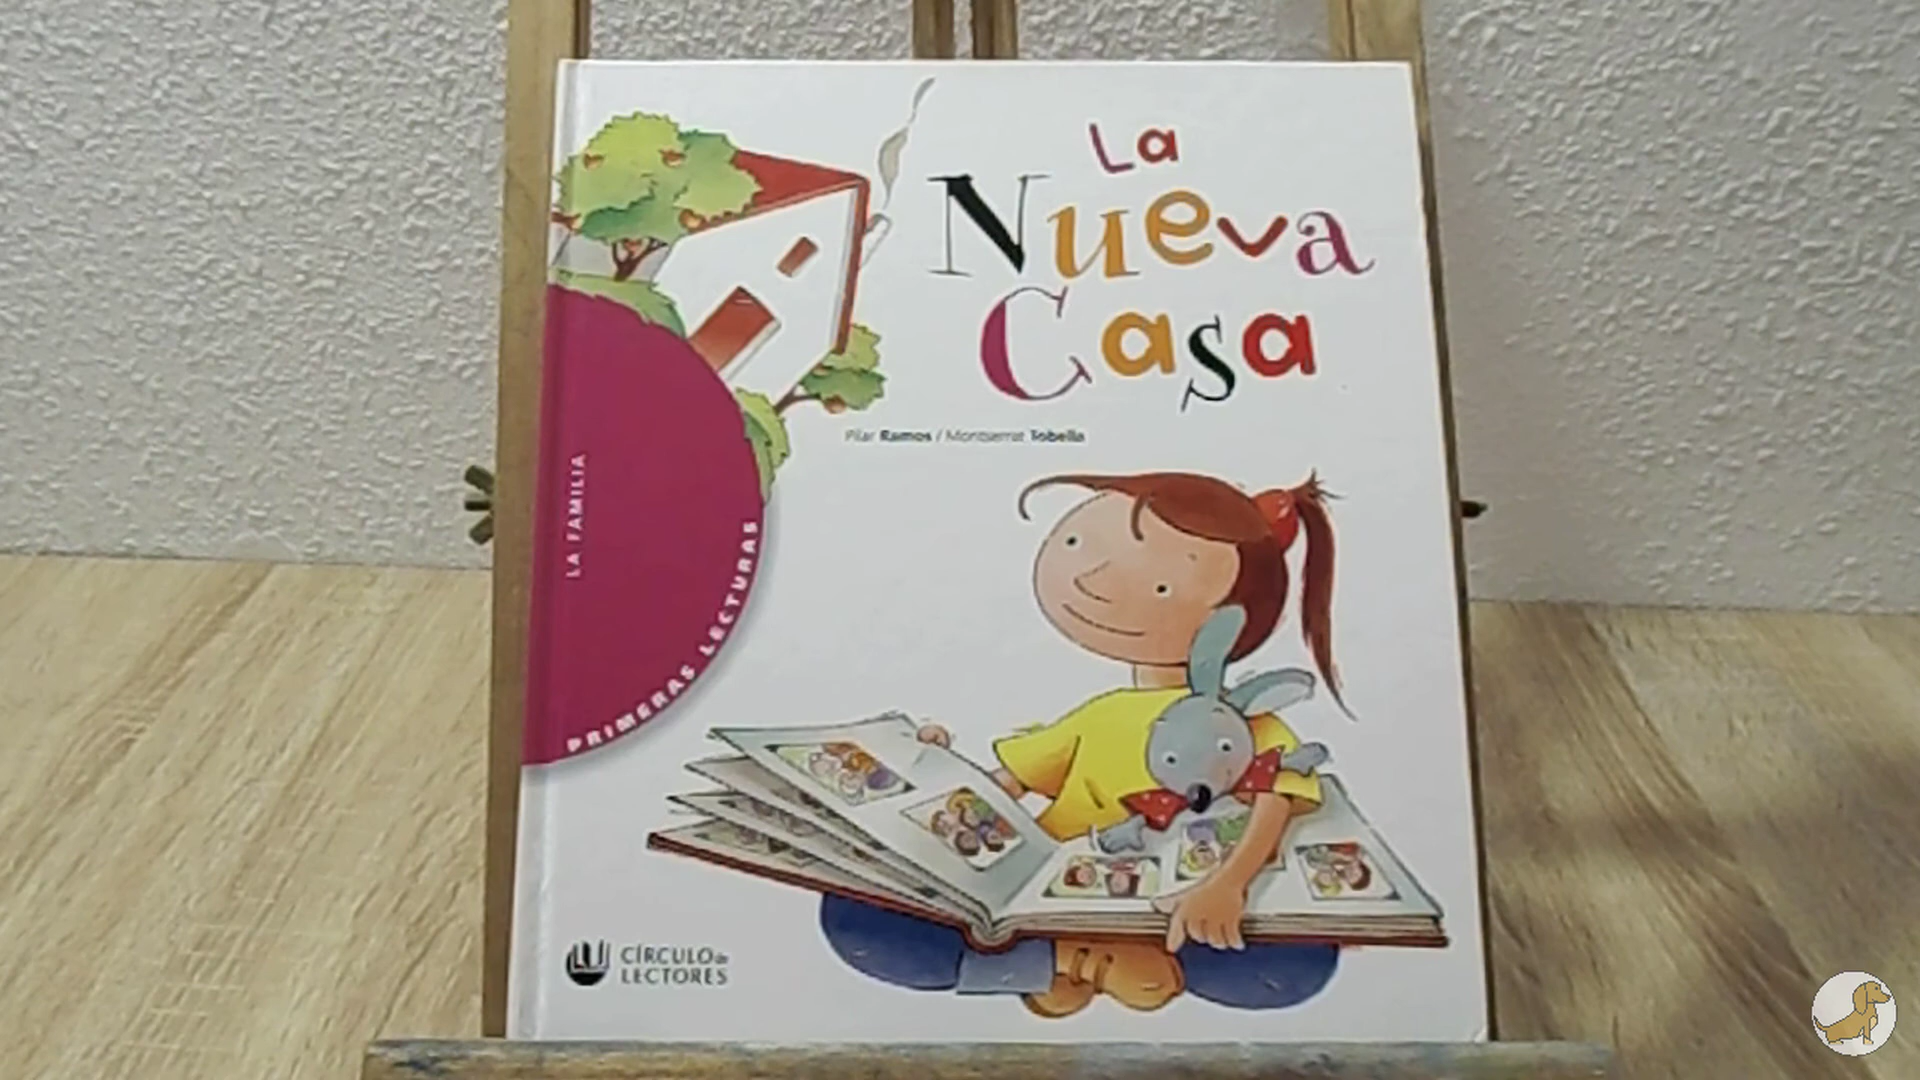 La
Nueva
Casa
Pilar Ramos / Montserrat Tobella
LA FAMILIA
PRIMERAS LECTURAS
CÍRCULO de
LECTORES